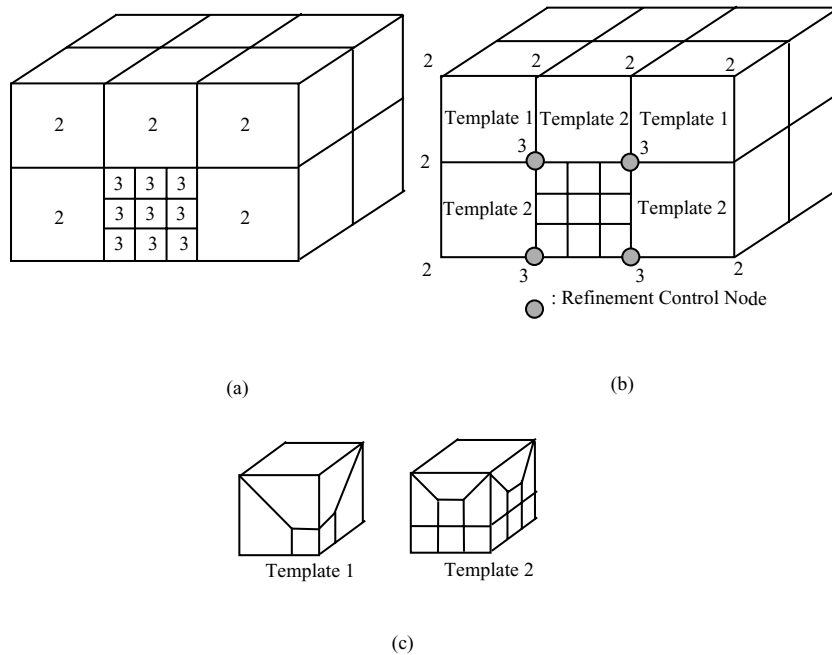 2 2 2
3 3 3
2 3 3 3 2
3 3 3
(a)
2 2 2 2
Template 1 Template 2 Template 1
3 3
2
Template 2 Template 2
2 3 3 2
: Refinement Control Node
(b)
Template 1 Template 2
(c)